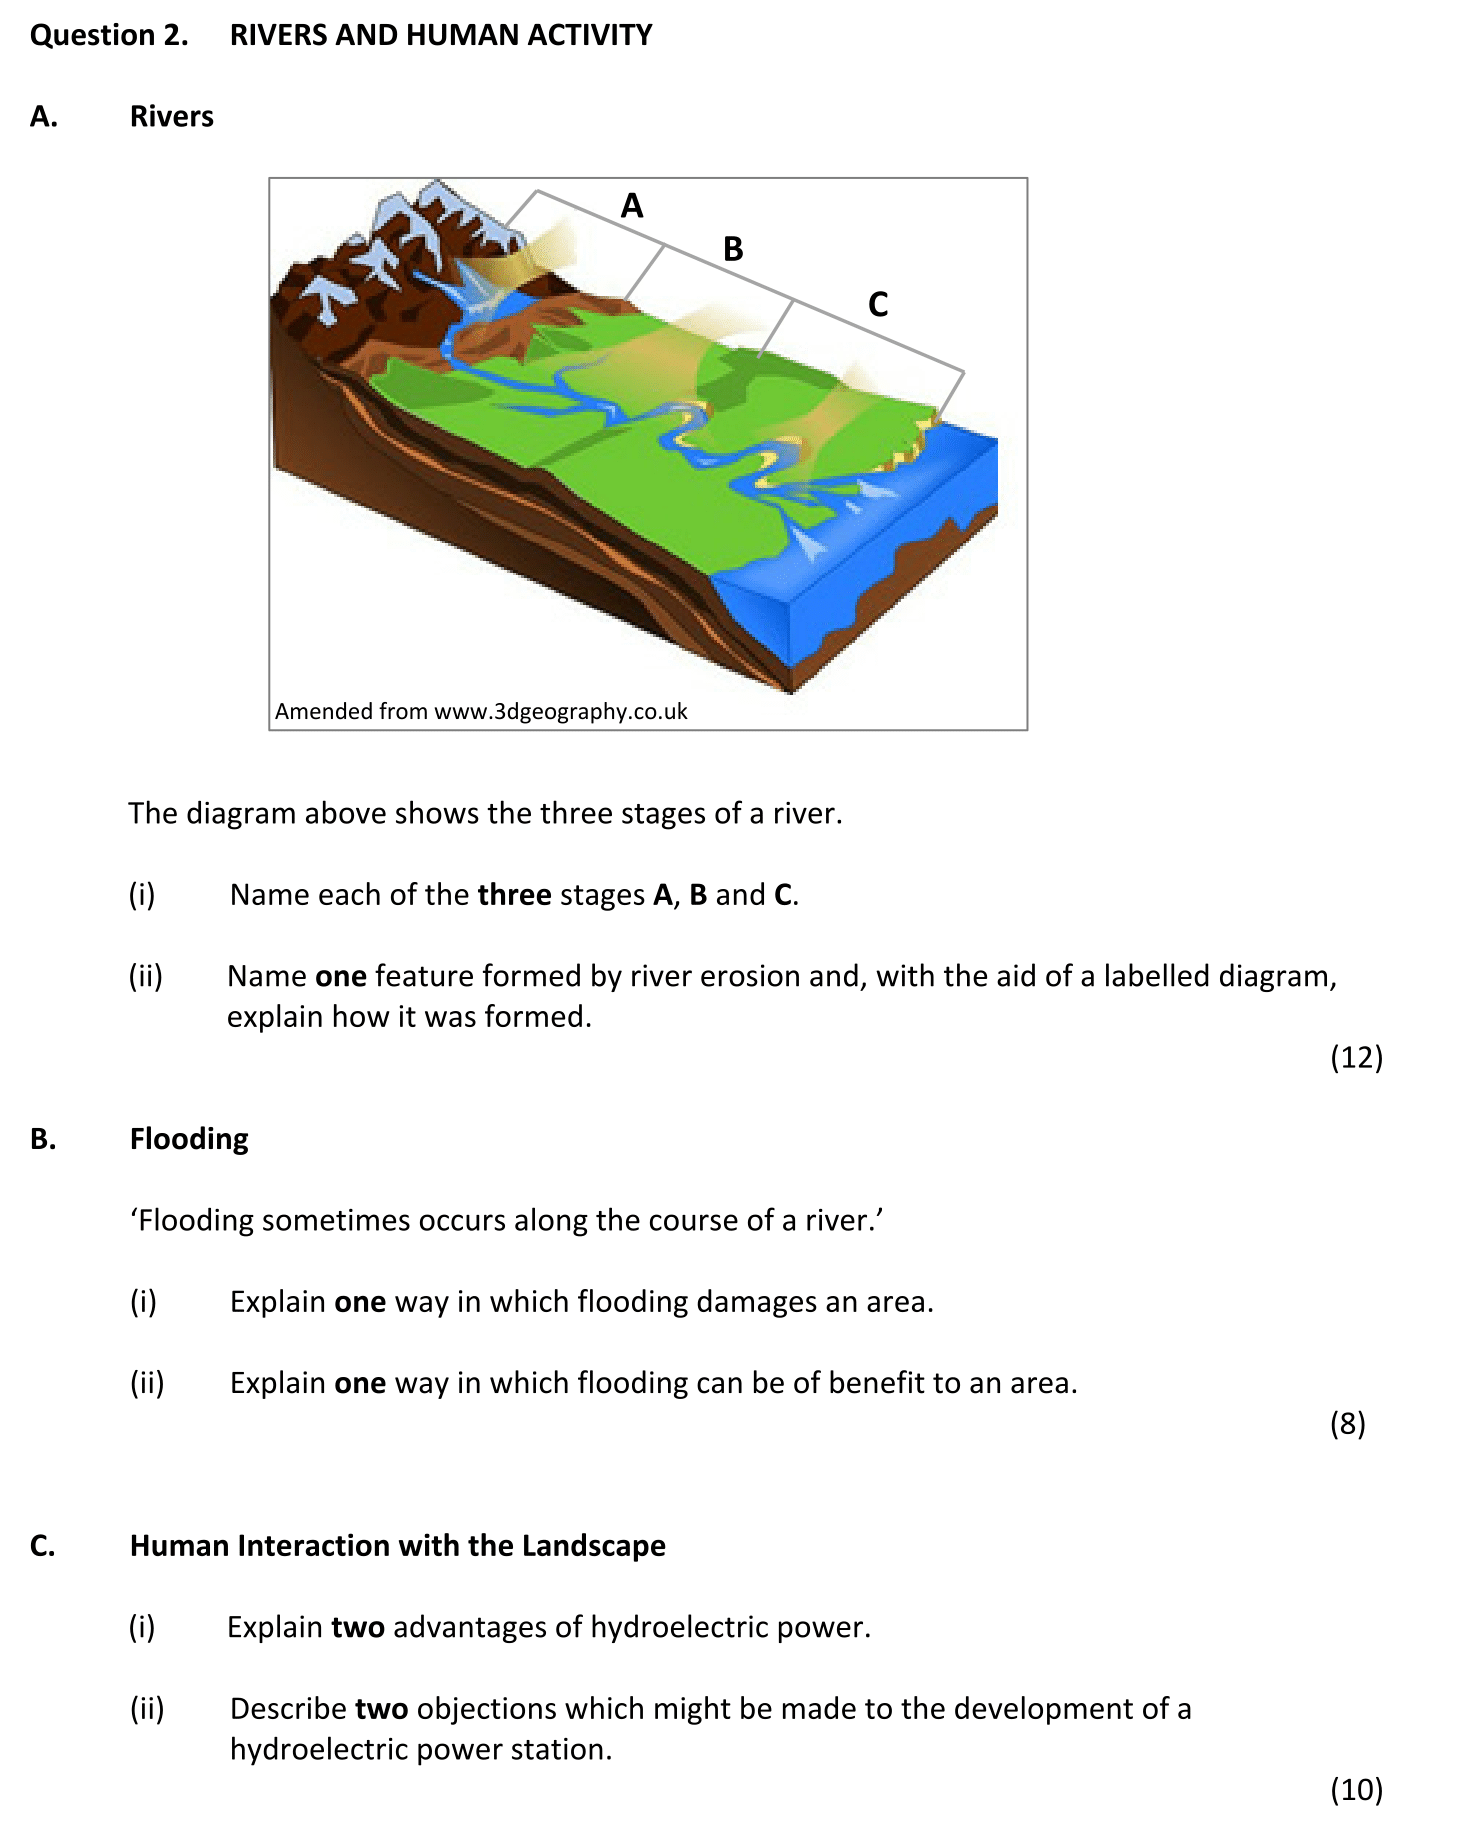 Question 2. RIVERS AND HUMAN ACTIVITY
A. Rivers
A
B
C
Amended from www.3dgeography.co.uk
The diagram above shows the three stages of a river.
(i) Name each of the three stages A, B and C.
(ii) Name one feature formed by river erosion and, with the aid of a labelled diagram,
explain how it was formed.
(12)
B. Flooding
‘Flooding sometimes occurs along the course of a river.’
(i) Explain one way in which flooding damages an area.
(ii) Explain one way in which flooding can be of benefit to an area.
(8)
C. Human Interaction with the Landscape
(i) Explain two advantages of hydroelectric power.
(ii) Describe two objections which might be made to the development of a
hydroelectric power station.
(10)